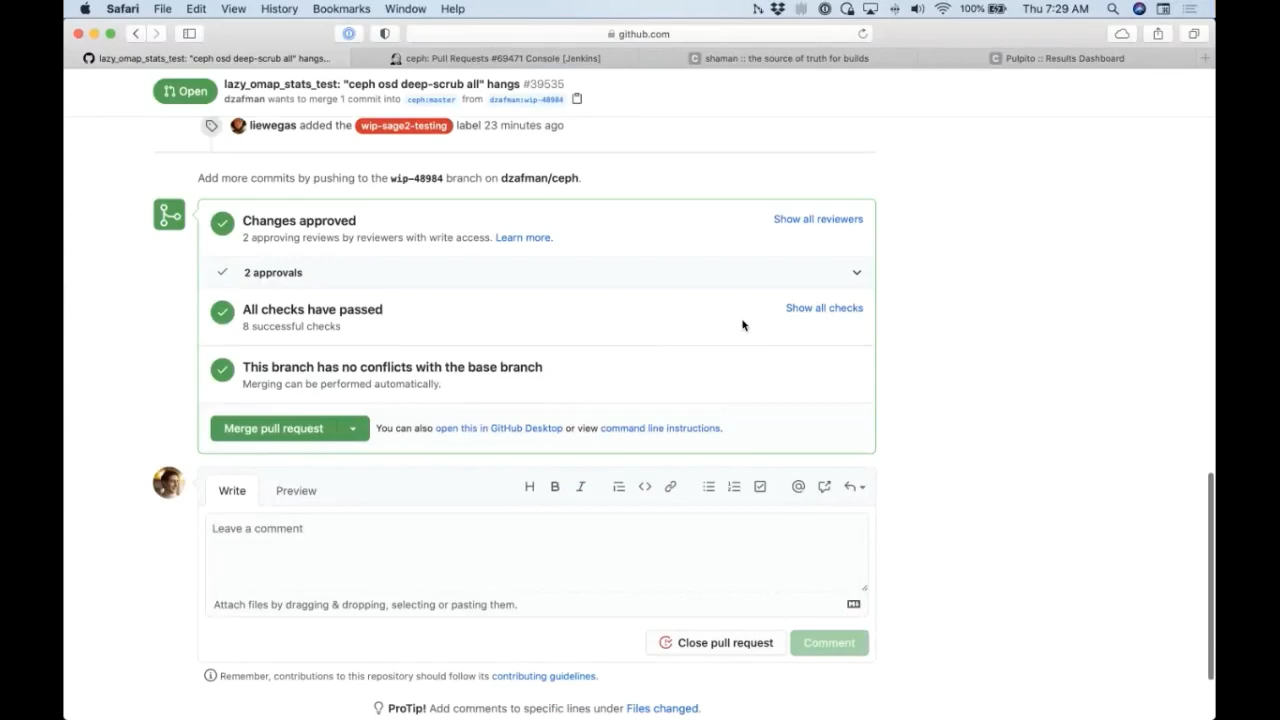 Safari File Edit View History Bookmarks Window Help 100% Thu 7:29 AM
github.com
lazy_omap_stats_test: "ceph osd deep-scrub all" hangs...
ceph: Pull Requests #69471 Console [Jenkins]
shaman :: the source of truth for builds
Pulpito :: Results Dashboard
Open
lazy_omap_stats_test: "ceph osd deep-scrub all" hangs #39535
dzafman wants to merge 1 commit into ceph:master from dzafman:wip-48984
liewegas added the wip-sage2-testing label 23 minutes ago
Add more commits by pushing to the wip-48984 branch on dzafman/ceph.
Changes approved
Show all reviewers
2 approving reviews by reviewers with write access. Learn more.
2 approvals
All checks have passed
Show all checks
8 successful checks
This branch has no conflicts with the base branch
Merging can be performed automatically.
Merge pull request
You can also open this in GitHub Desktop or view command line instructions.
Write Preview
Leave a comment
Attach files by dragging & dropping, selecting or pasting them.
Close pull request
Comment
Remember, contributions to this repository should follow its contributing guidelines.
ProTip! Add comments to specific lines under Files changed.